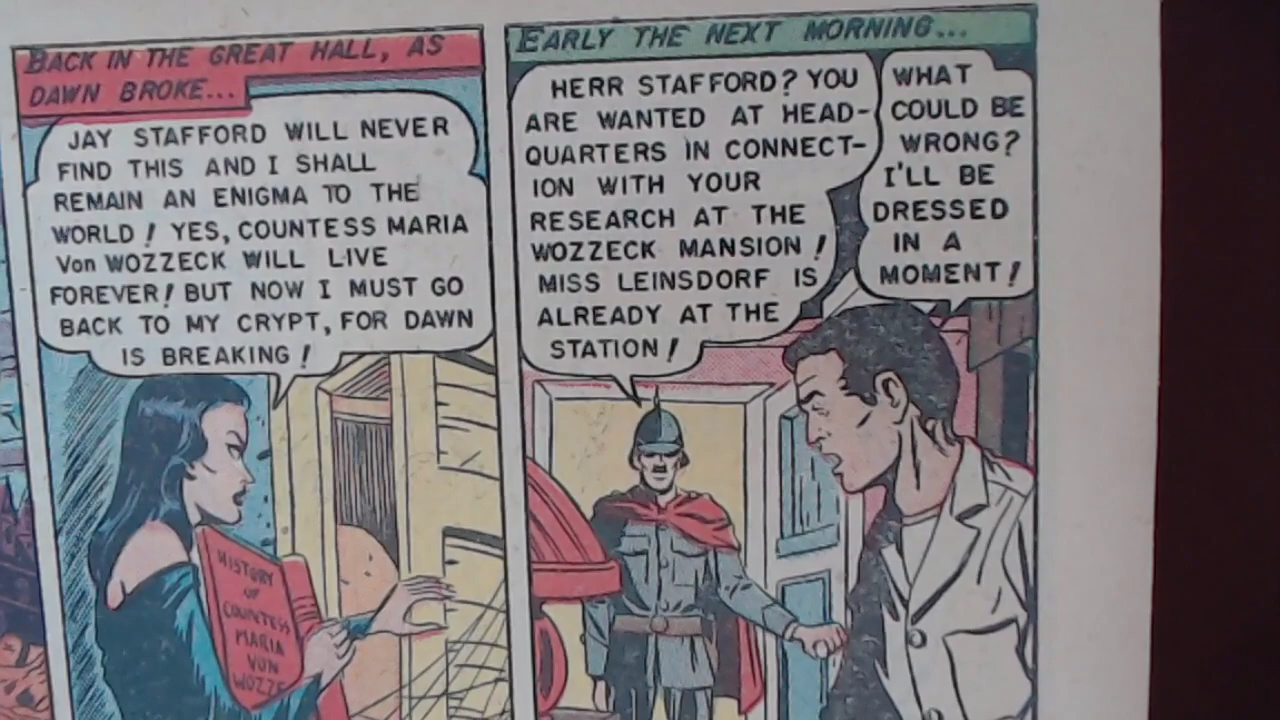 BACK IN THE GREAT HALL, AS
DAWN BROKE...
JAY STAFFORD WILL NEVER
FIND THIS AND I SHALL
REMAIN AN ENIGMA TO THE
WORLD! YES, COUNTESS MARIA
Von WOZZECK WILL LIVE
FOREVER! BUT NOW I MUST GO
BACK TO MY CRYPT, FOR DAWN
IS BREAKING!
HISTORY
OF
COUNTESS
MARIA
VON
WOZZE
EARLY THE NEXT MORNING...
HERR STAFFORD? YOU
ARE WANTED AT HEAD-
QUARTERS IN CONNECT-
ION WITH YOUR
RESEARCH AT THE
WOZZECK MANSION!
MISS LEINSDORF IS
ALREADY AT THE
STATION!
WHAT
COULD BE
WRONG?
I'LL BE
DRESSED
IN A
MOMENT!